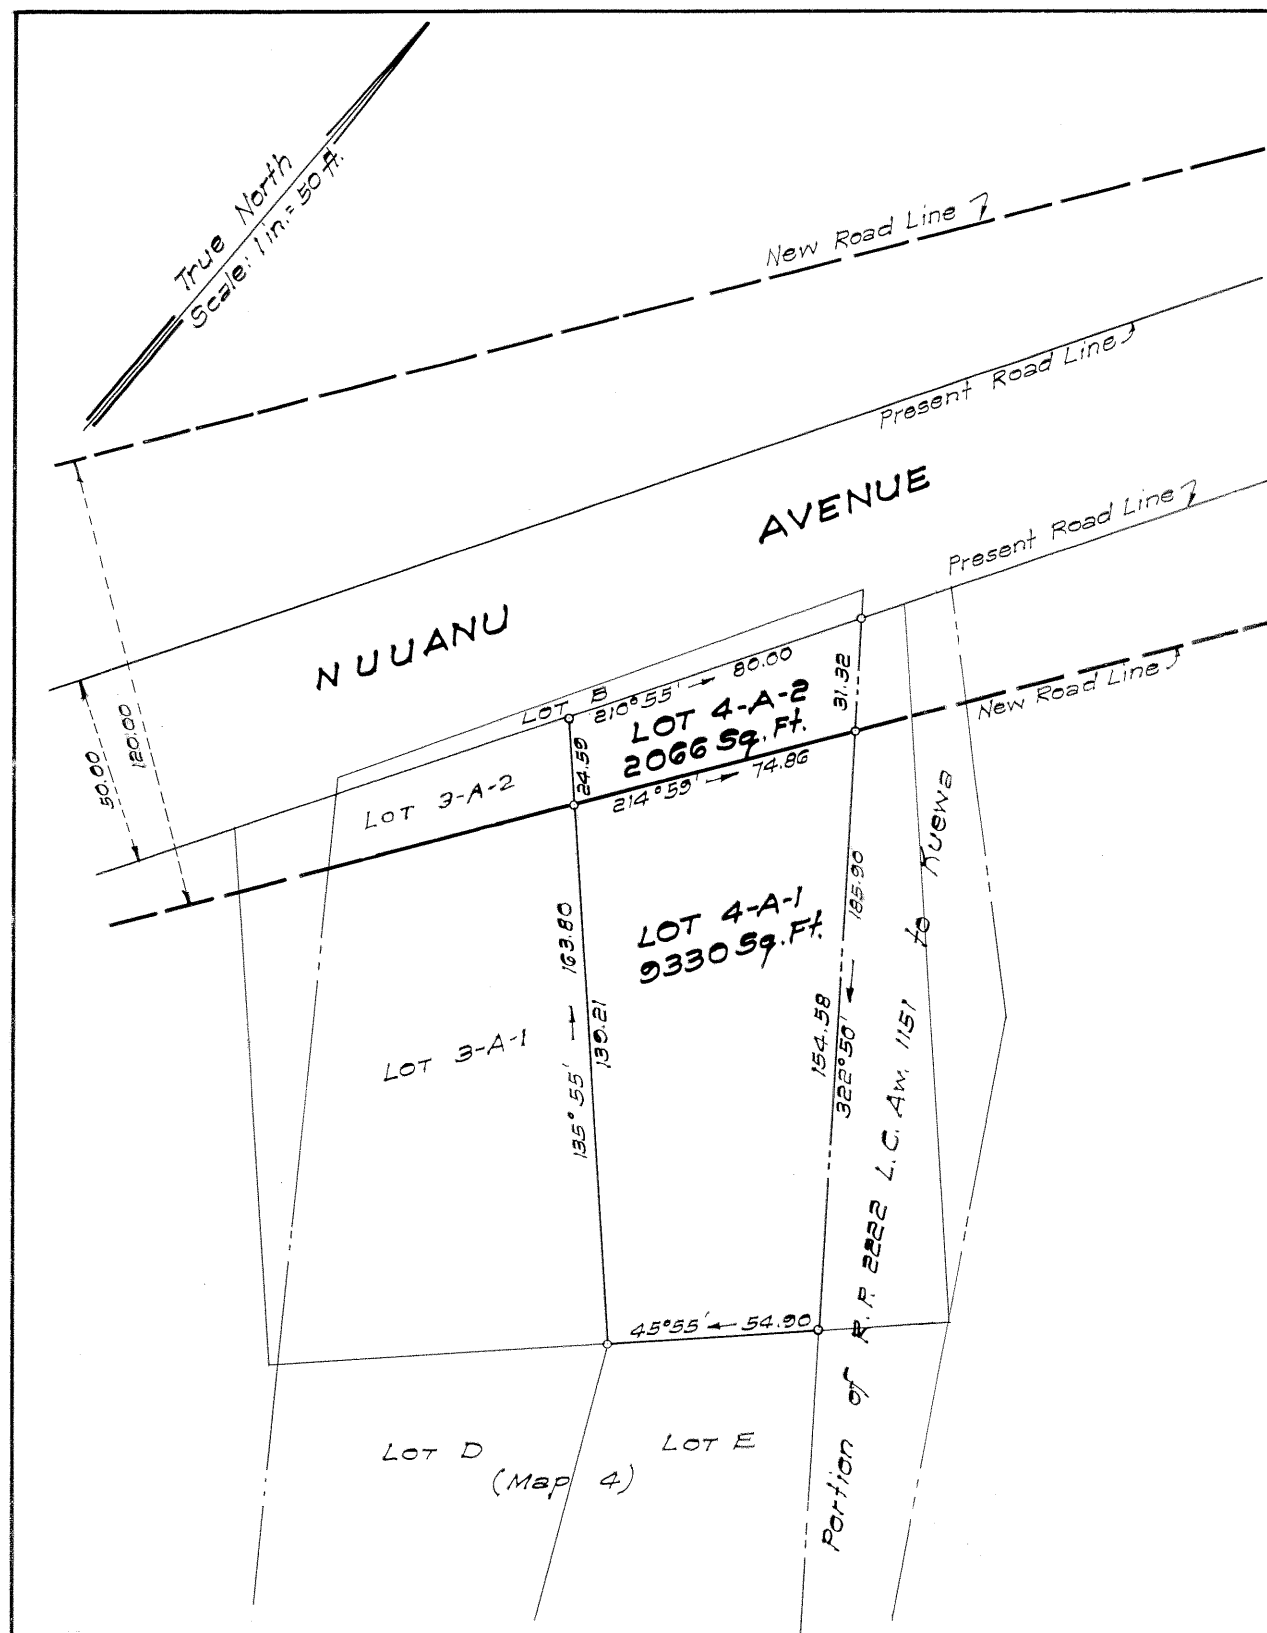 True North
Scale: 1 in. = 50 ft.
New Road Line
Present Road Line
AVENUE
Present Road Line
NUUANU
New Road Line
50.00
120.00
LOT B
210°55' 80.00
31.32
LOT 4-A-2
2066 Sq. Ft.
24.59
214°59' 74.86
LOT 3-A-2
LOT 4-A-1
9330 Sq. Ft.
135°55' 163.80
139.21
185.90
154.58
322°50'
LOT 3-A-1
45°55' 54.90
Portion of R.P. 2222 L.C. Aw. 1151 to Kuewa
LOT D
LOT E
(Map 4)